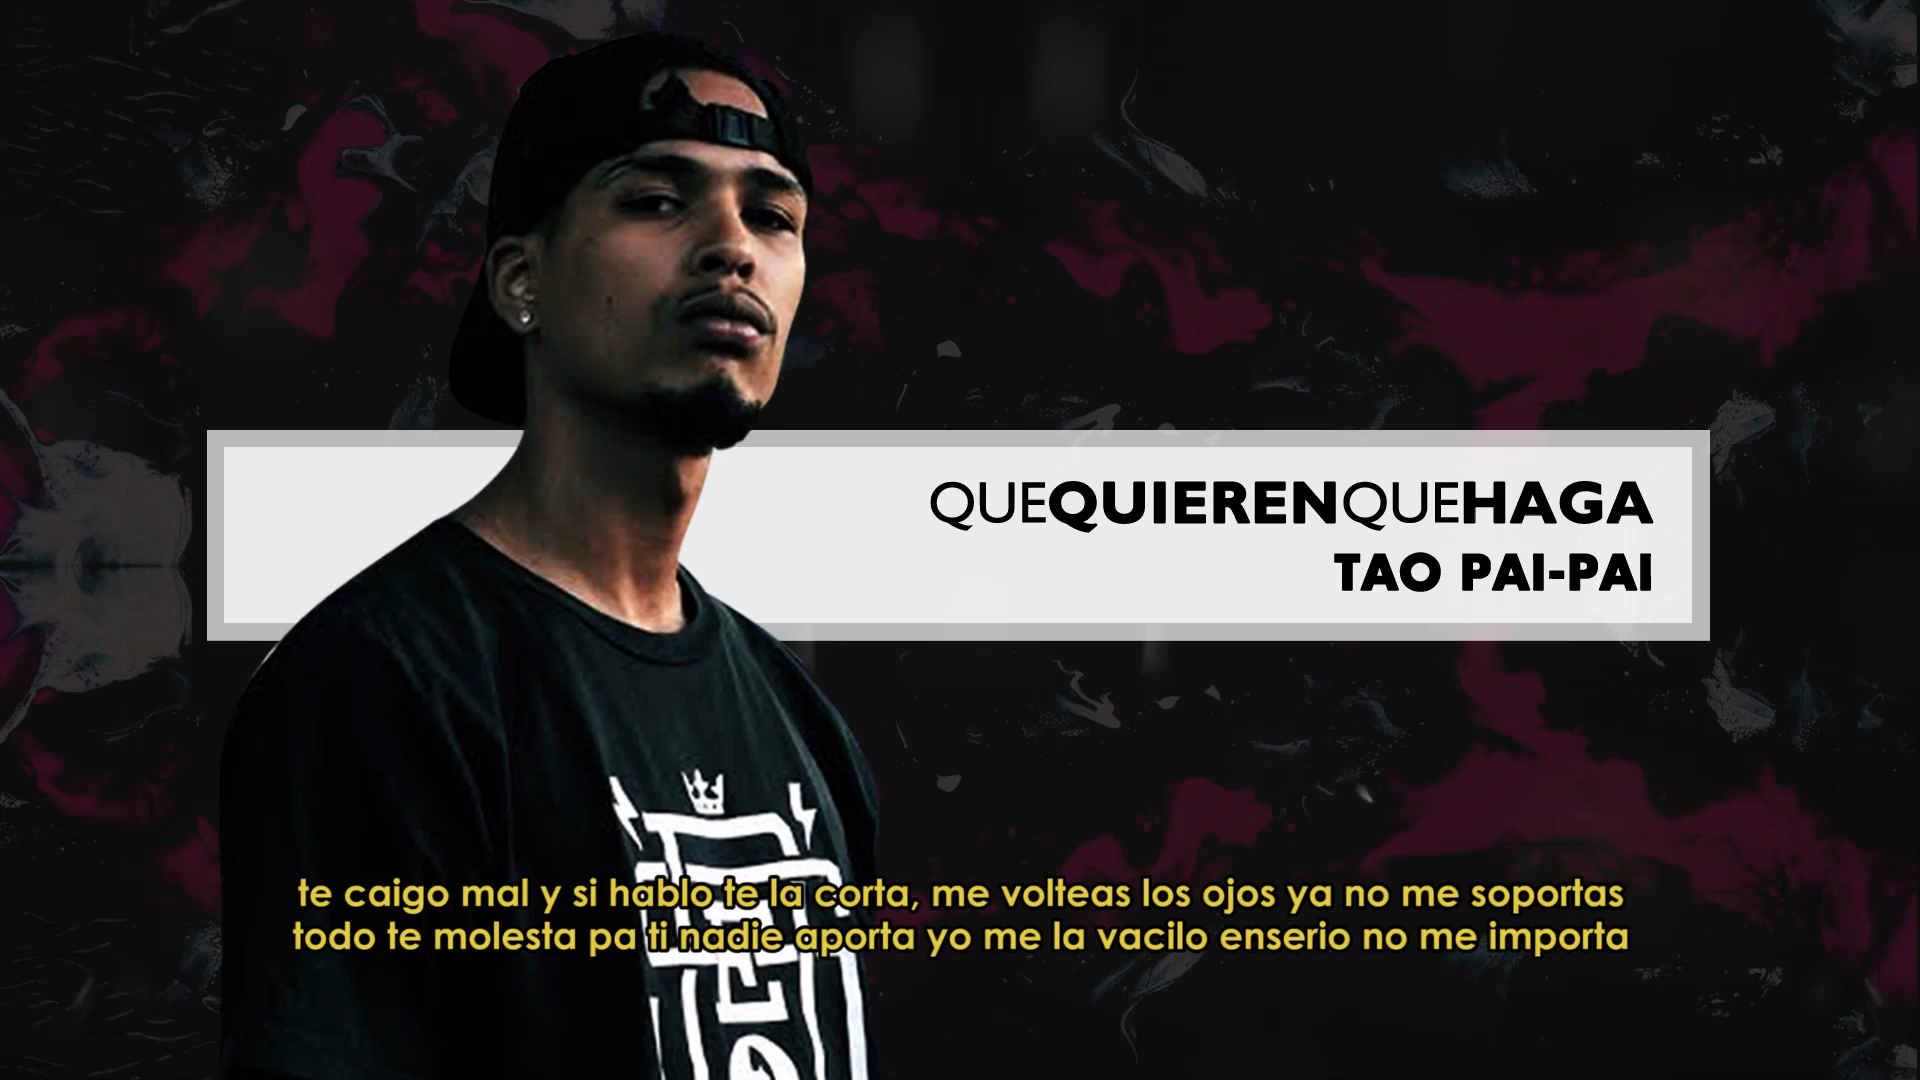 QUEQUIERENQUEHAGA
TAO PAI-PAI
te caigo mal y si hablo te la corta, me volteas los ojos ya no me soportas
todo te molesta pa ti nadie aporta yo me la vacilo enserio no me importa